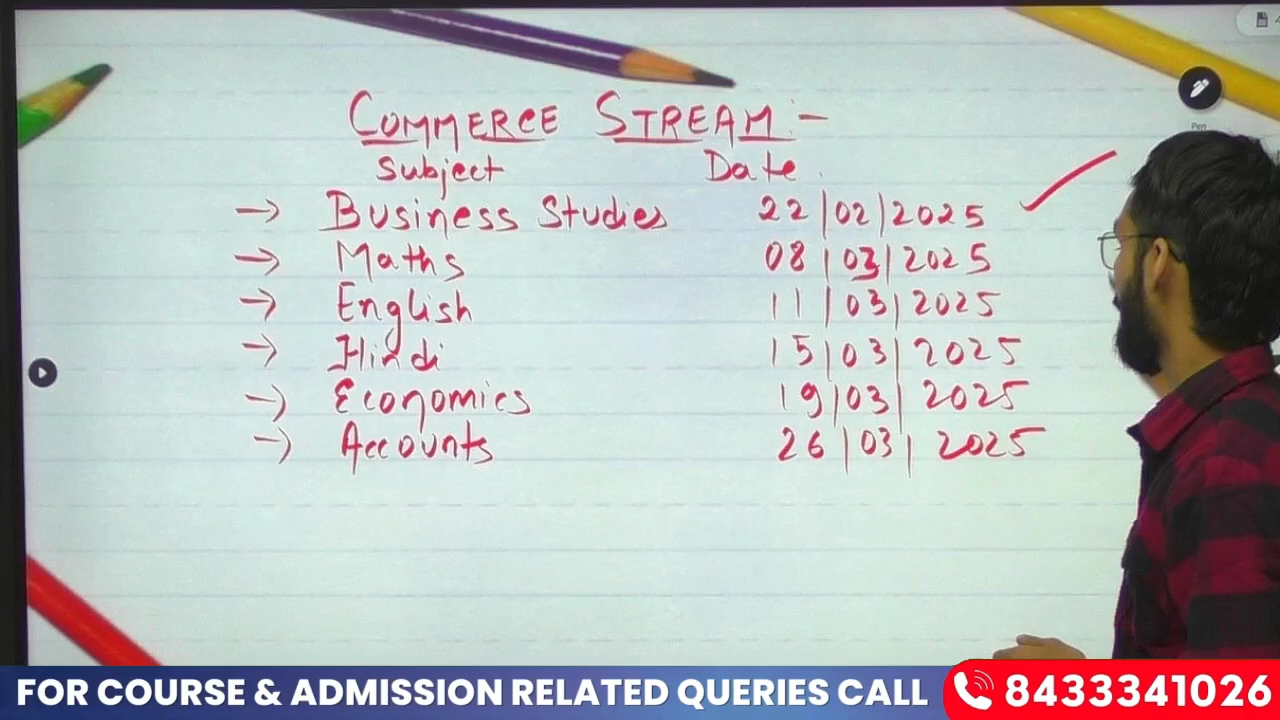 COMMERCE STREAM:-
Subject Date
→ Business Studies 22|02|2025
→ Maths 08|03|2025
→ English 11|03|2025
→ Hindi 15|03|2025
→ Economics 19|03|2025
→ Accounts 26|03|2025
Pen
FOR COURSE & ADMISSION RELATED QUERIES CALL 8433341026